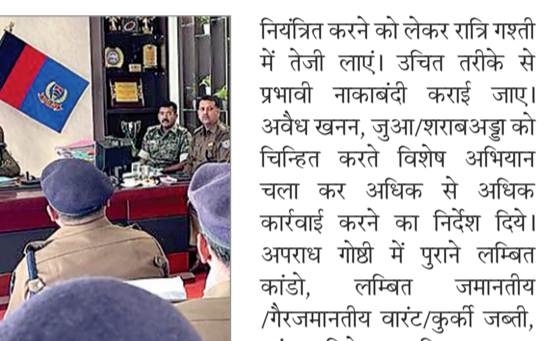 नियंत्रित करने को लेकर रात्रि गश्ती
में तेजी लाएं। उचित तरीके से
प्रभावी नाकाबंदी कराई जाए।
अवैध खनन, जुआ/शराबअड्डा को
चिन्हित करते विशेष अभियान
चला कर अधिक से अधिक
कार्रवाई करने का निर्देश दिये।
अपराध गोष्ठी में पुराने लम्बित
कांडो, लम्बित जमानतीय
/गैरजमानतीय वारंट/कुर्की जब्ती,